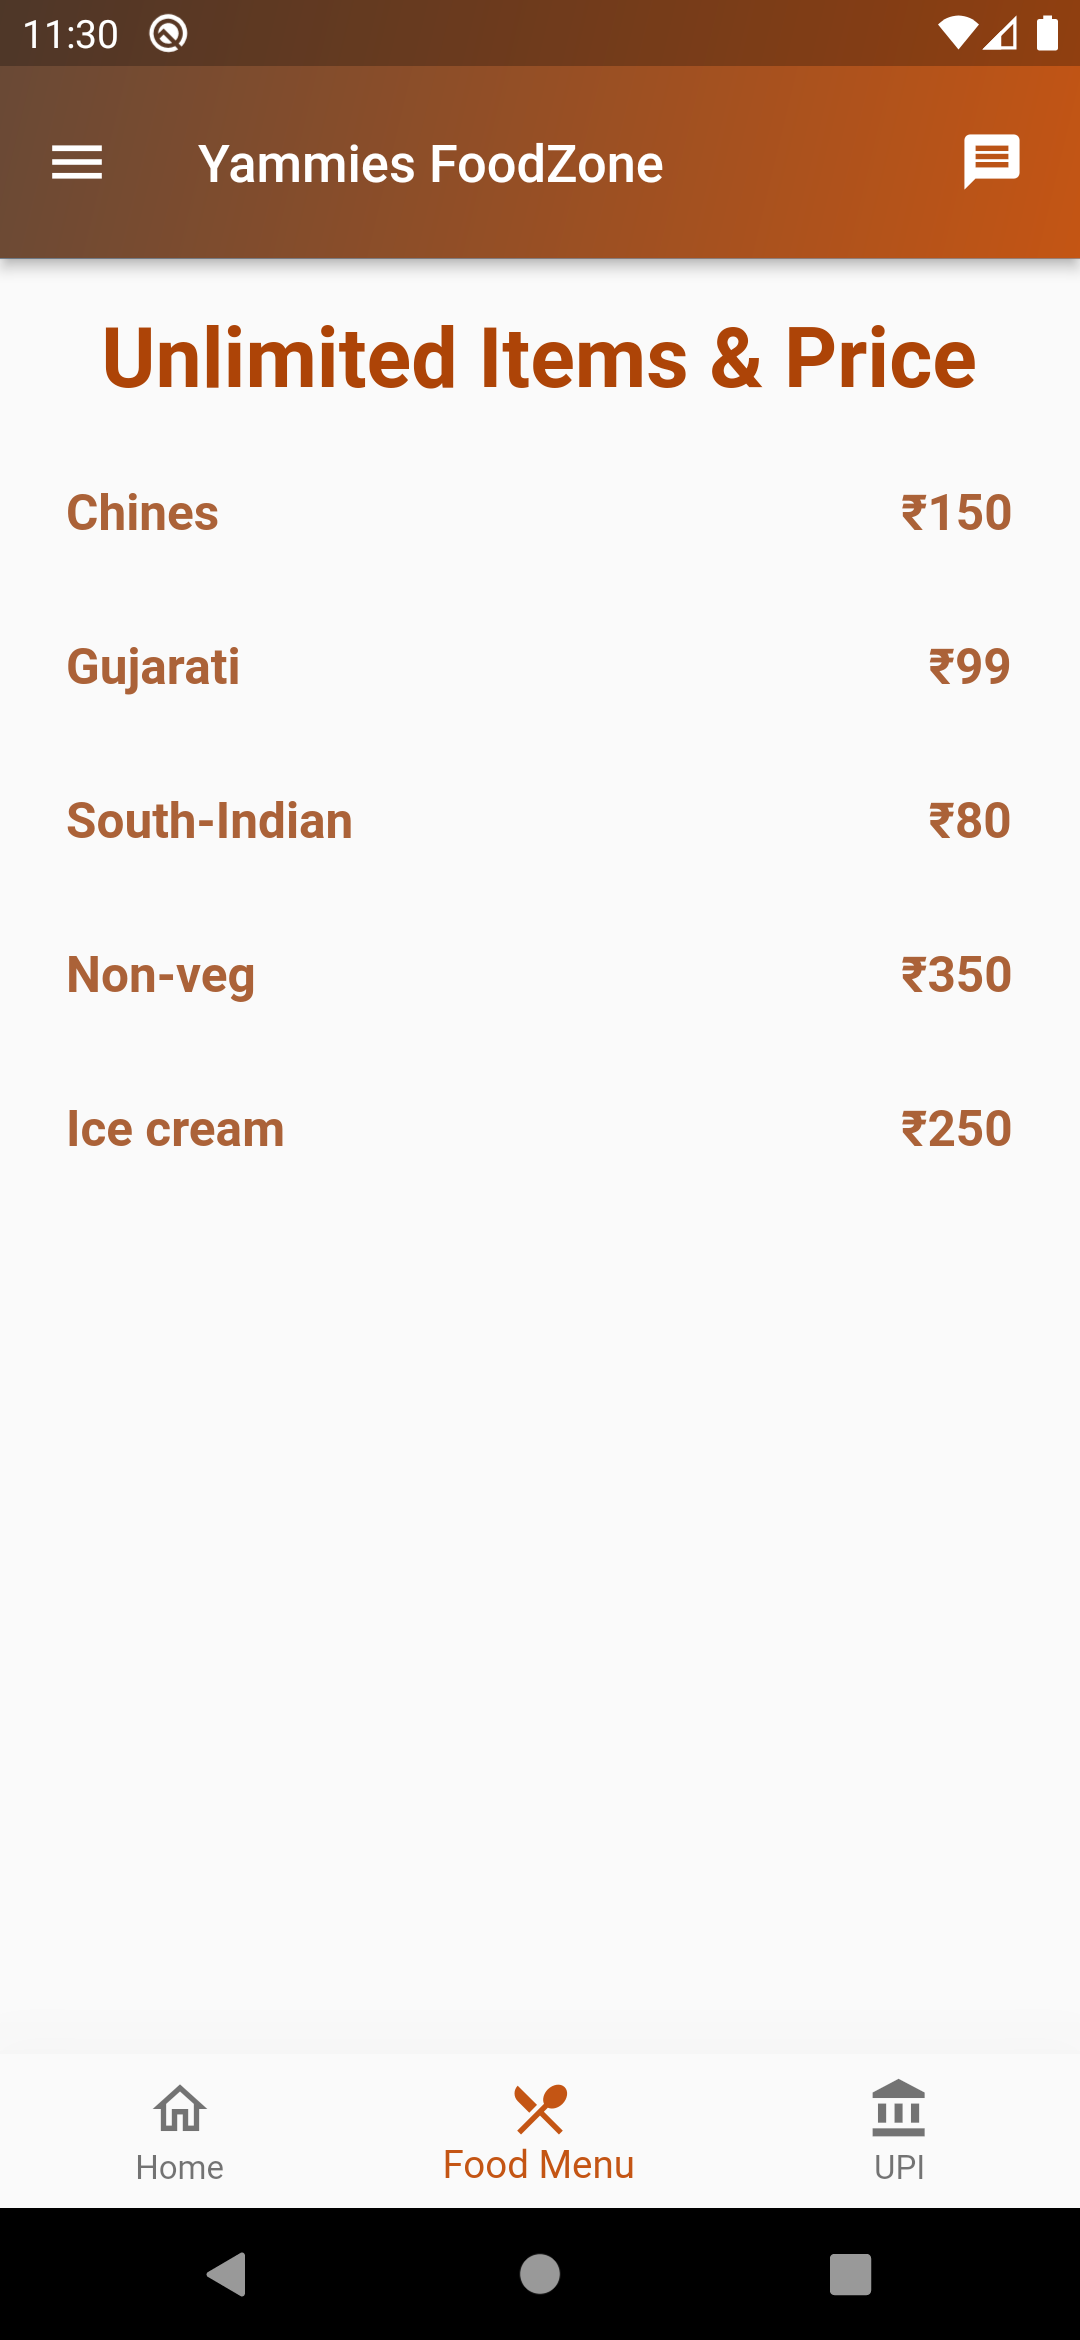 11:30
Yammies FoodZone
Unlimited Items & Price
Chines ₹150
Gujarati ₹99
South-Indian ₹80
Non-veg ₹350
Ice cream ₹250
Home Food Menu UPI